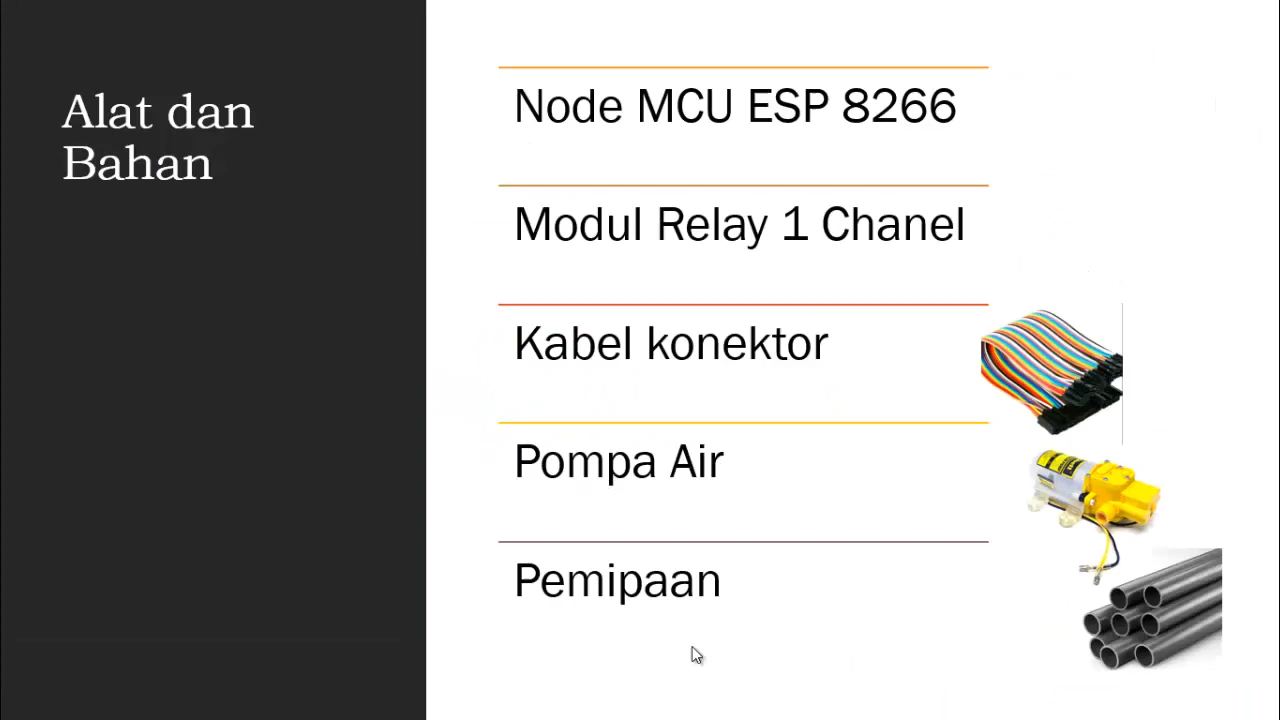 Alat dan
Bahan
Node MCU ESP 8266
Modul Relay 1 Chanel
Kabel konektor
Pompa Air
Pemipaan